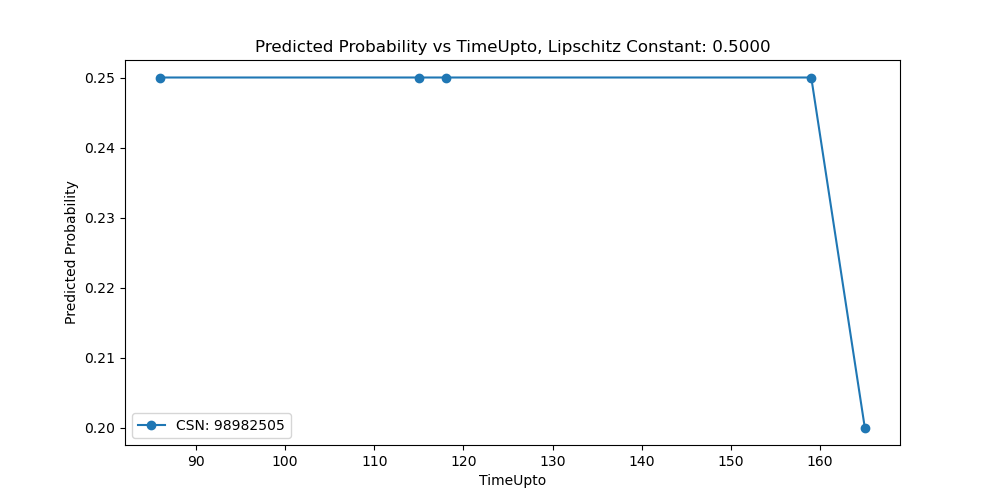 Predicted Probability vs TimeUpto, Lipschitz Constant: 0.5000
Predicted Probability
0.25
0.24
0.23
0.22
0.21
0.20
CSN: 98982505
90 100 110 120 130 140 150 160
TimeUpto